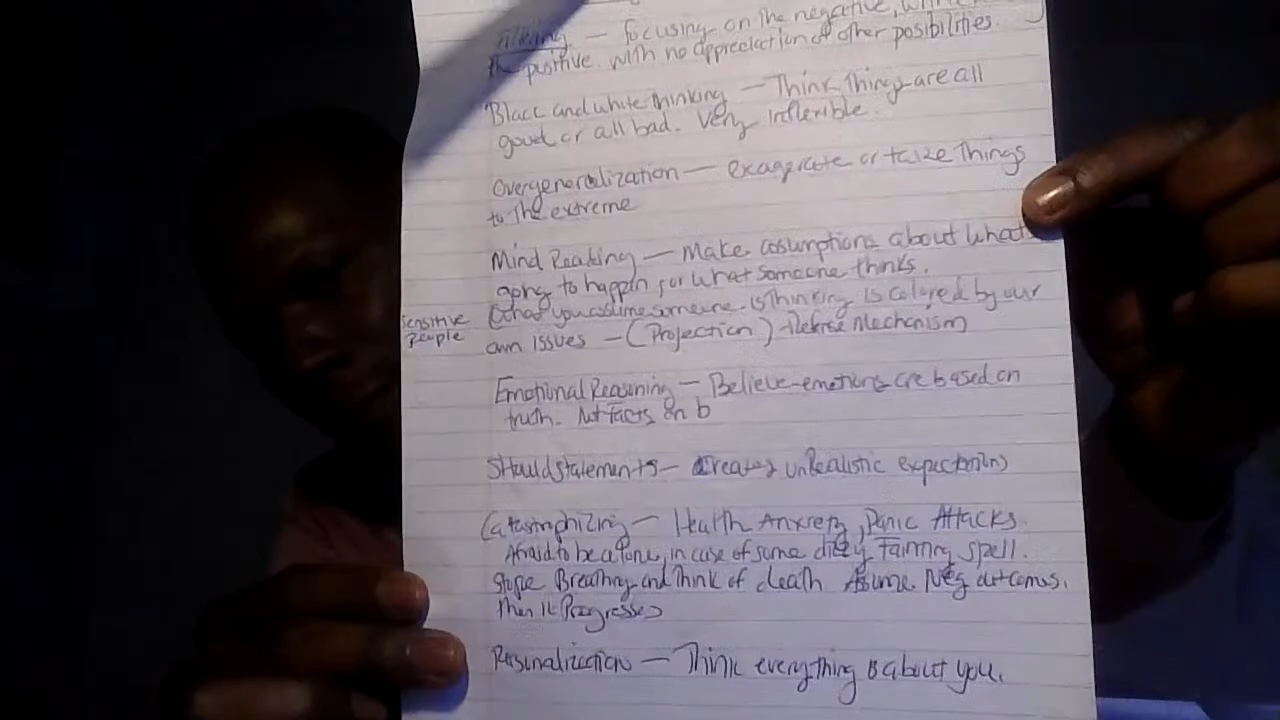 Filtering – focusing on the negative,
the positive. with no appreciation of other posibilities
Black and white thinking – Think Things are all
good or all bad. Very inflexible.
Overgeneralization – exagerate or take Things
to The extreme
Mind Reading – Make assumptions about what
going to happen, or what someone thinks.
(what you assume someone is Thinking is colored by our
Sensitive
People
own issues – (Projection) – Defense Mechanism
Emotional Reasoning – Believe emotions are based on
truth. Not facts on b
Should statements – Creates unRealistic expectations
Catastrophizing – Health Anxiety, Panic Attacks.
Afraid to be alone, in case of some dizzy Fainting spell.
Breathing and Think of death. Assume Neg outcomes.
Then it Progresses
Personalization – Think everything is about you.